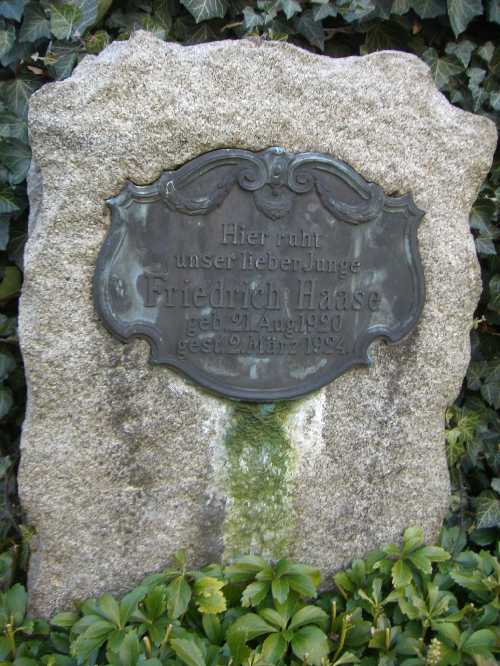 Hier ruht
unser lieber Junge
Friedrich Haase
geb. 21. Aug. 1920
gest. 2. März 1924.